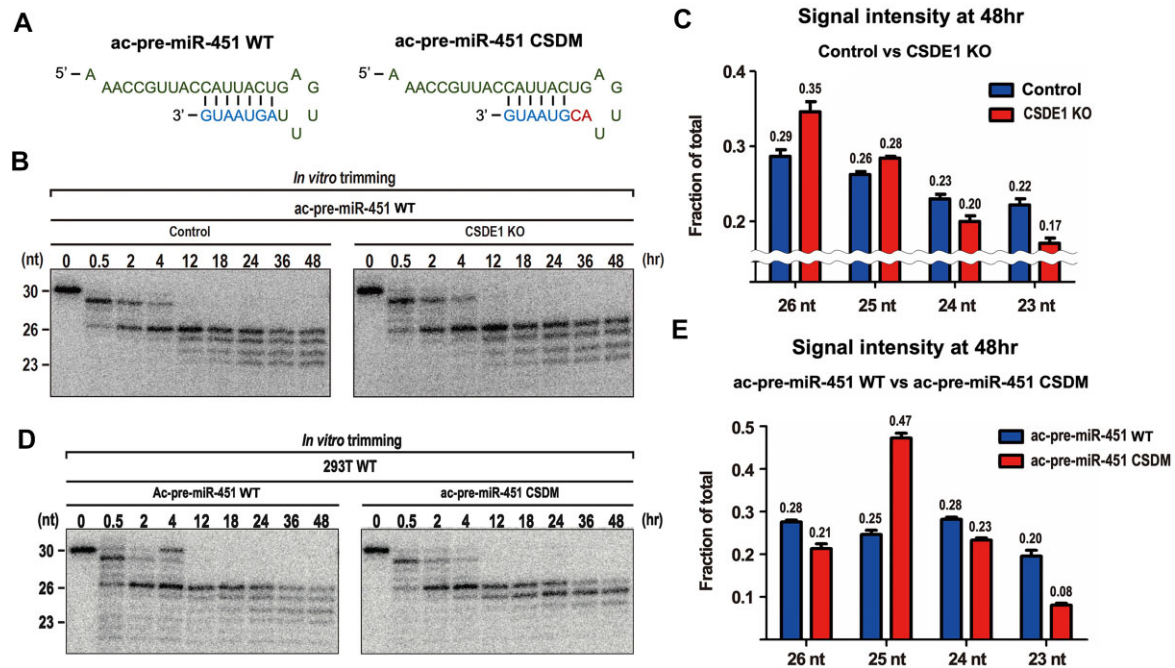 A
ac-pre-miR-451 WT
ac-pre-miR-451 CSDM
5' – A
AACCGUUACCAUUACUG
A
G
U
U
U
3' – GUAAUGAU
5' – A
AACCGUUACCAUUACUG
A
G
U
U
U
3' – GUAAUGCA
B
In vitro trimming
ac-pre-miR-451 WT
Control
CSDE1 KO
(nt) 0 0.5 2 4 12 18 24 36 48
0 0.5 2 4 12 18 24 36 48 (hr)
30
26
23
D
In vitro trimming
293T WT
Ac-pre-miR-451 WT
ac-pre-miR-451 CSDM
(nt) 0 0.5 2 4 12 18 24 36 48
0 0.5 2 4 12 18 24 36 48 (hr)
30
26
23
C
Signal intensity at 48hr
Control vs CSDE1 KO
Control
CSDE1 KO
Fraction of total
0.4
0.3
0.2
0.29 0.35 0.26 0.28 0.23 0.20 0.22 0.17
26 nt 25 nt 24 nt 23 nt
E
Signal intensity at 48hr
ac-pre-miR-451 WT vs ac-pre-miR-451 CSDM
ac-pre-miR-451 WT
ac-pre-miR-451 CSDM
Fraction of total
0.5
0.4
0.3
0.2
0.1
0.28 0.21 0.25 0.47 0.28 0.23 0.20 0.08
26 nt 25 nt 24 nt 23 nt